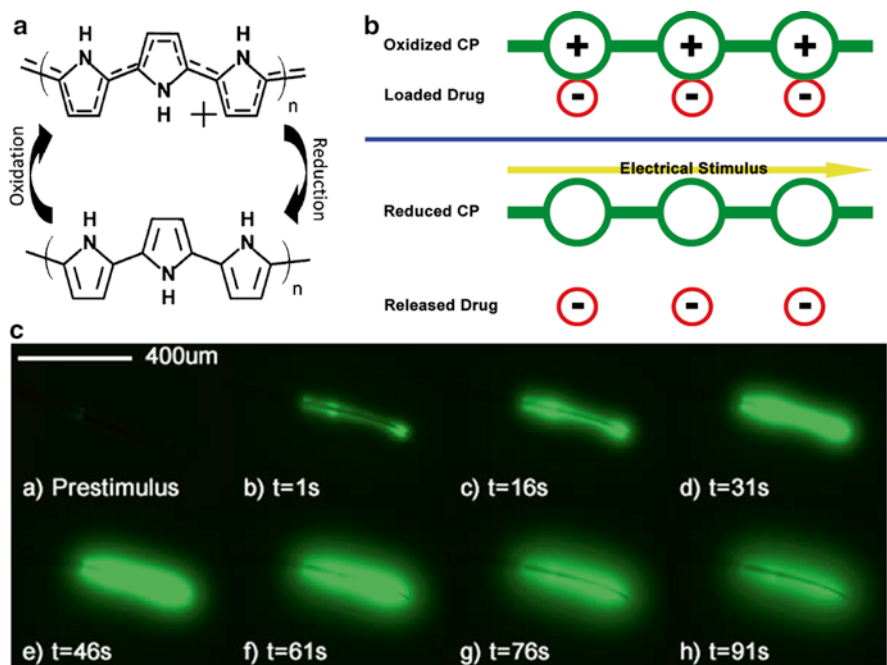 a
H
N
H
N
H
N
n
Oxidation
Reduction
H
N
H
N
N
H
n
b
Oxidized CP
+ + +
Loaded Drug
- - -
Electrical Stimulus
Reduced CP
Released Drug
- - -
c
400um
a) Prestimulus
b) t=1s
c) t=16s
d) t=31s
e) t=46s
f) t=61s
g) t=76s
h) t=91s